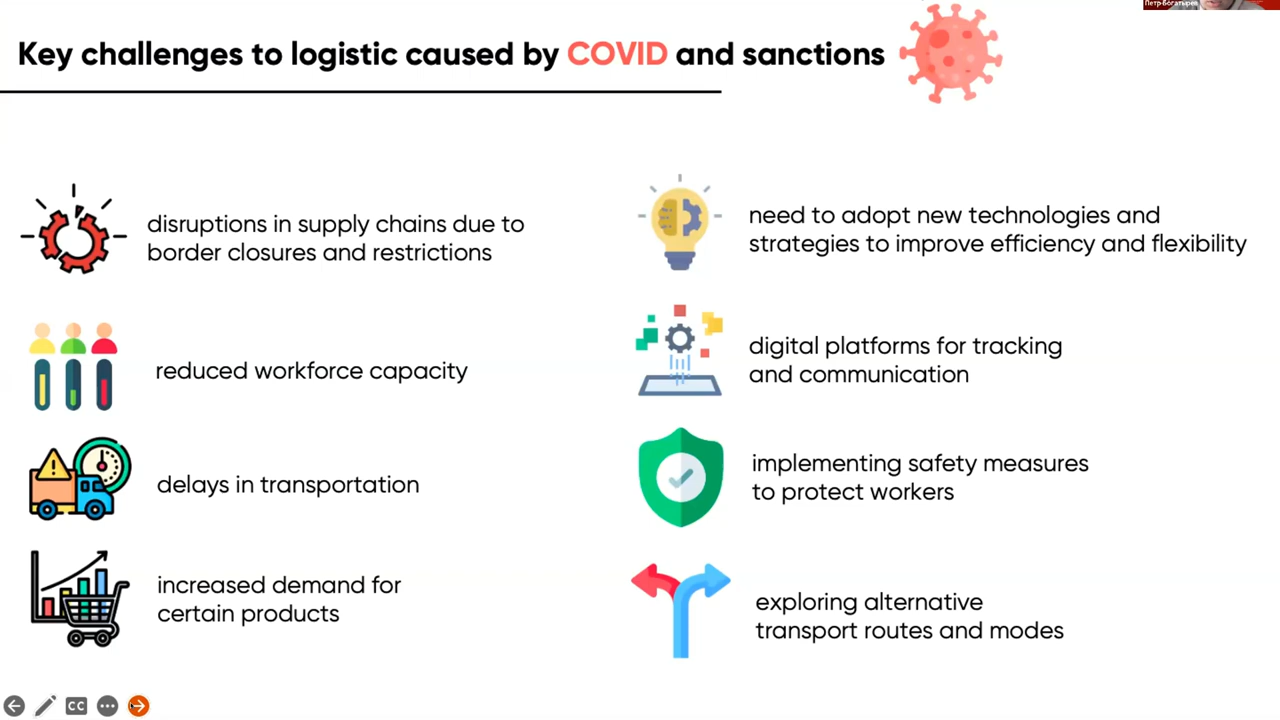 Петр Богатырев
Key challenges to logistic caused by COVID and sanctions
disruptions in supply chains due to
border closures and restrictions
reduced workforce capacity
delays in transportation
increased demand for
certain products
need to adopt new technologies and
strategies to improve efficiency and flexibility
digital platforms for tracking
and communication
implementing safety measures
to protect workers
exploring alternative
transport routes and modes
CC